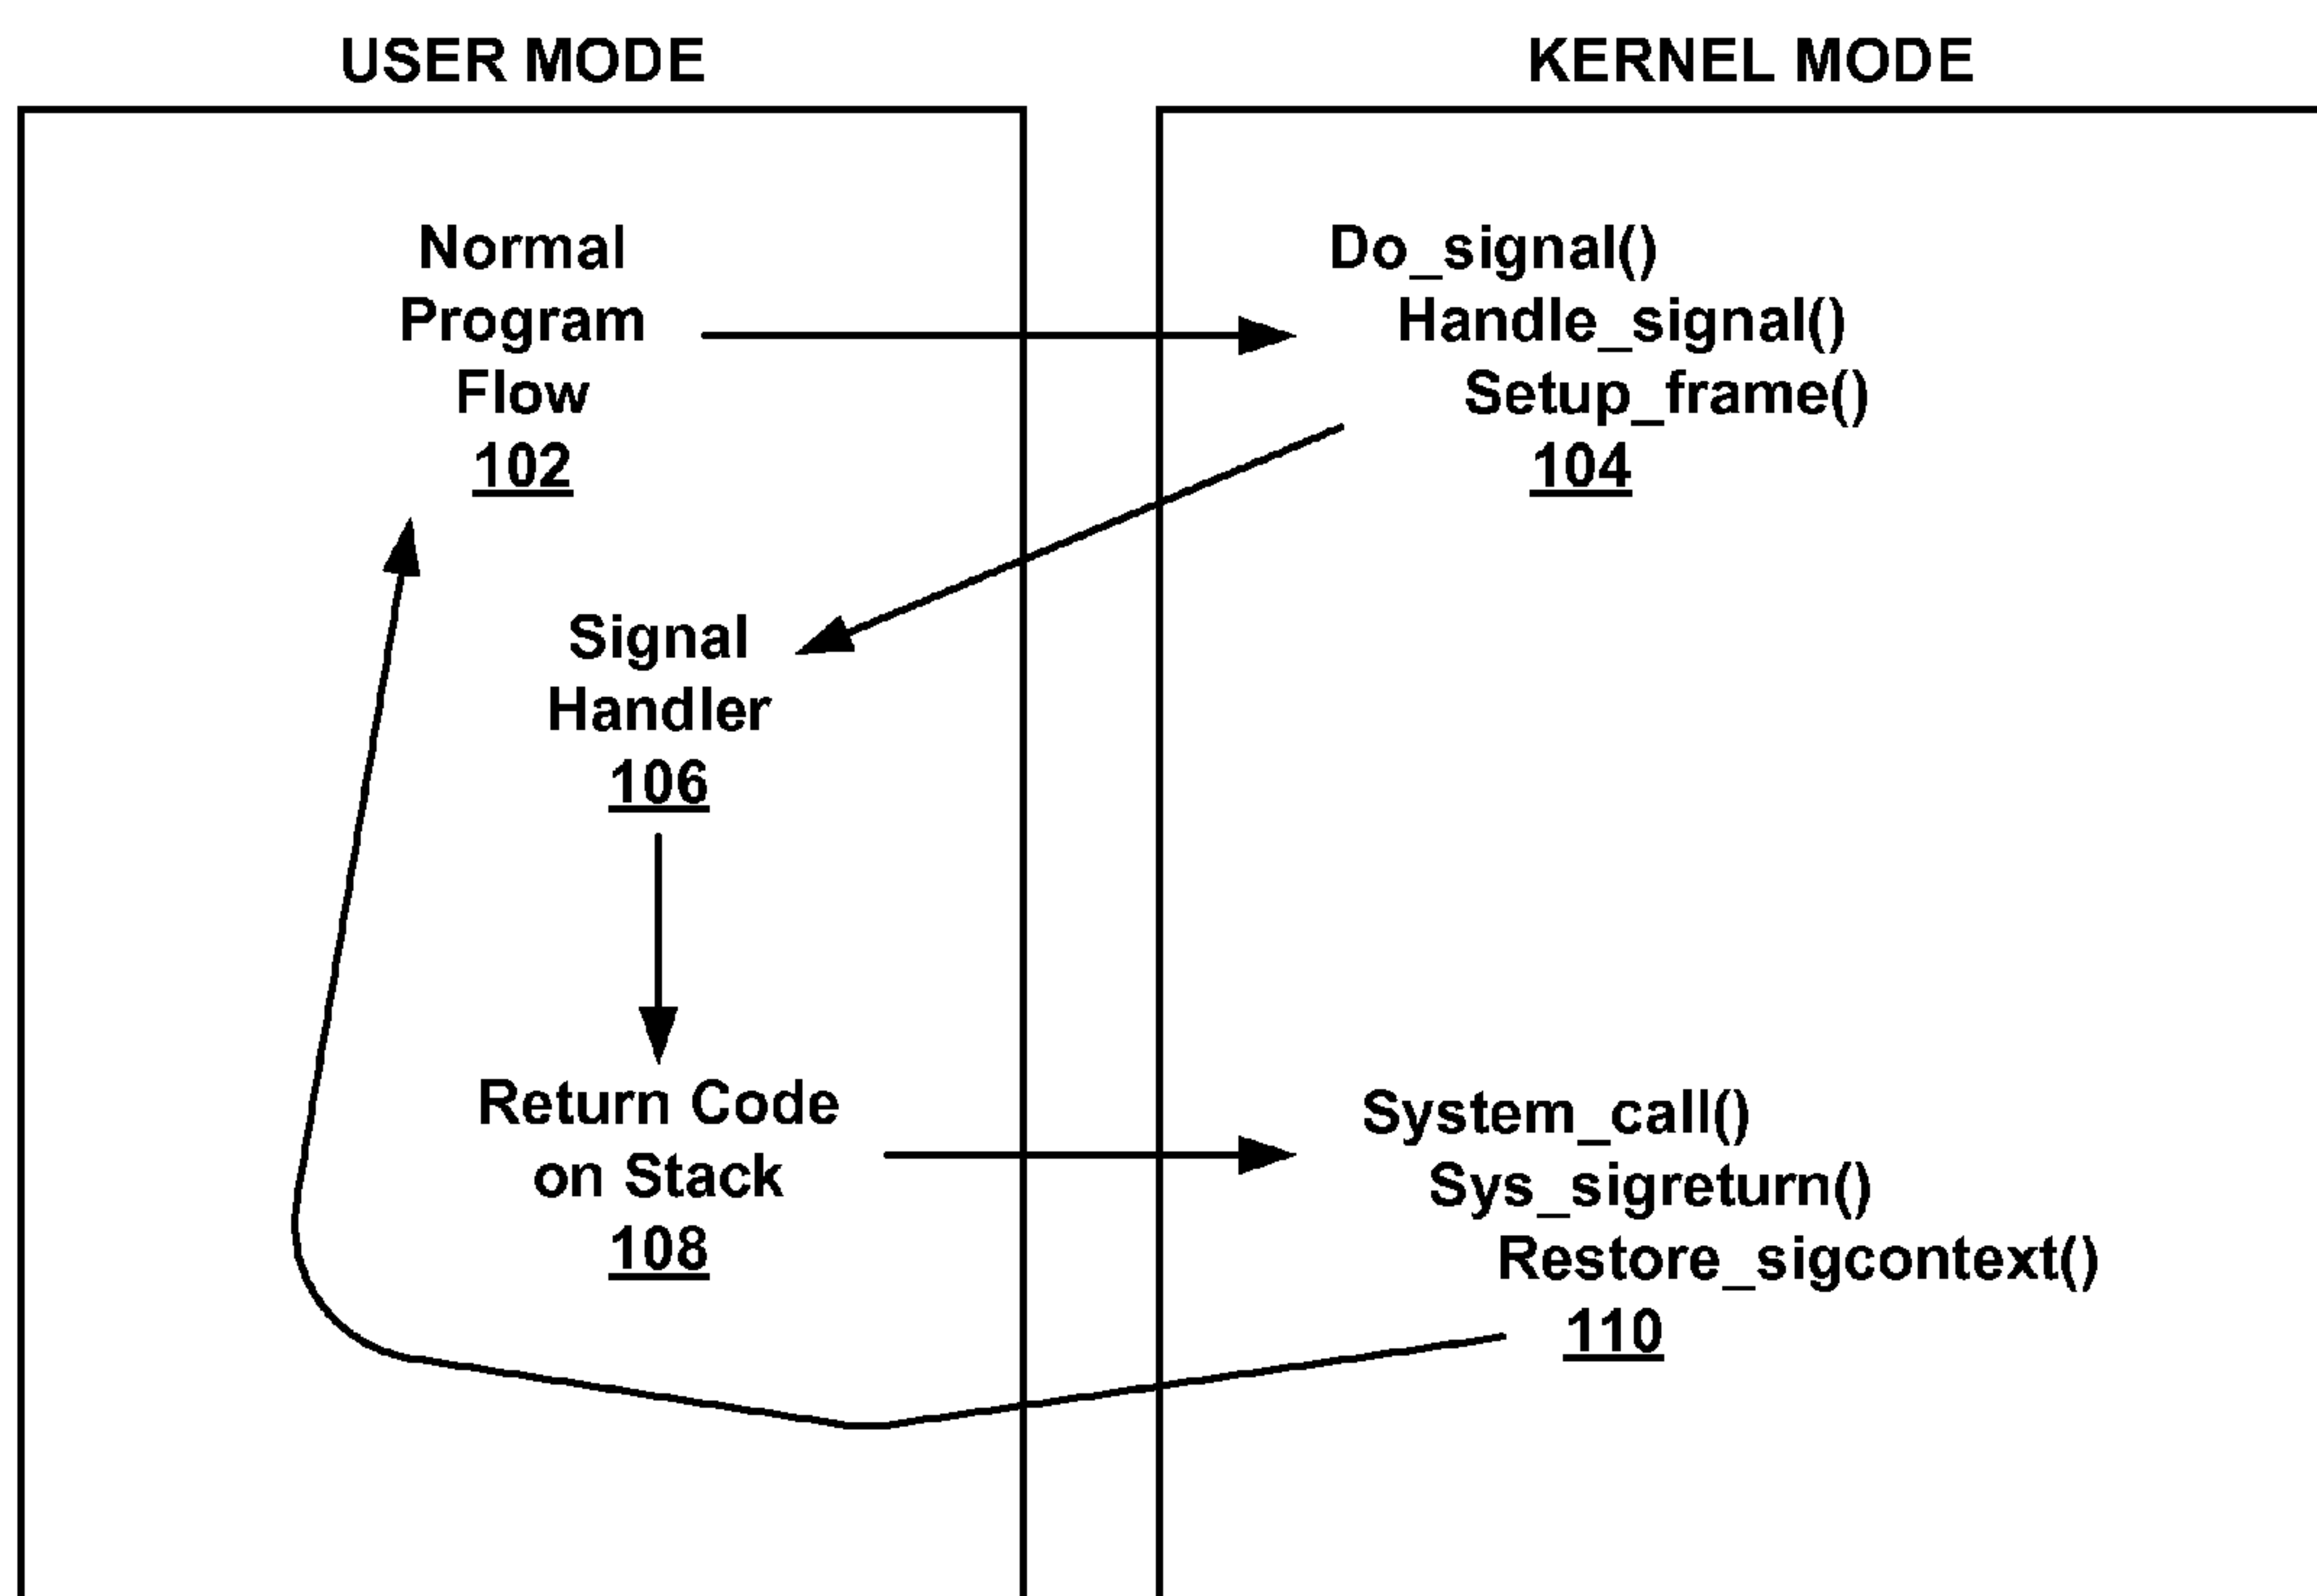 USER MODE
KERNEL MODE
Normal
Program
Flow
102
Do_signal()
Handle_signal()
Setup_frame()
104
Signal
Handler
106
Return Code
on Stack
108
System_call()
Sys_sigreturn()
Restore_sigcontext()
110